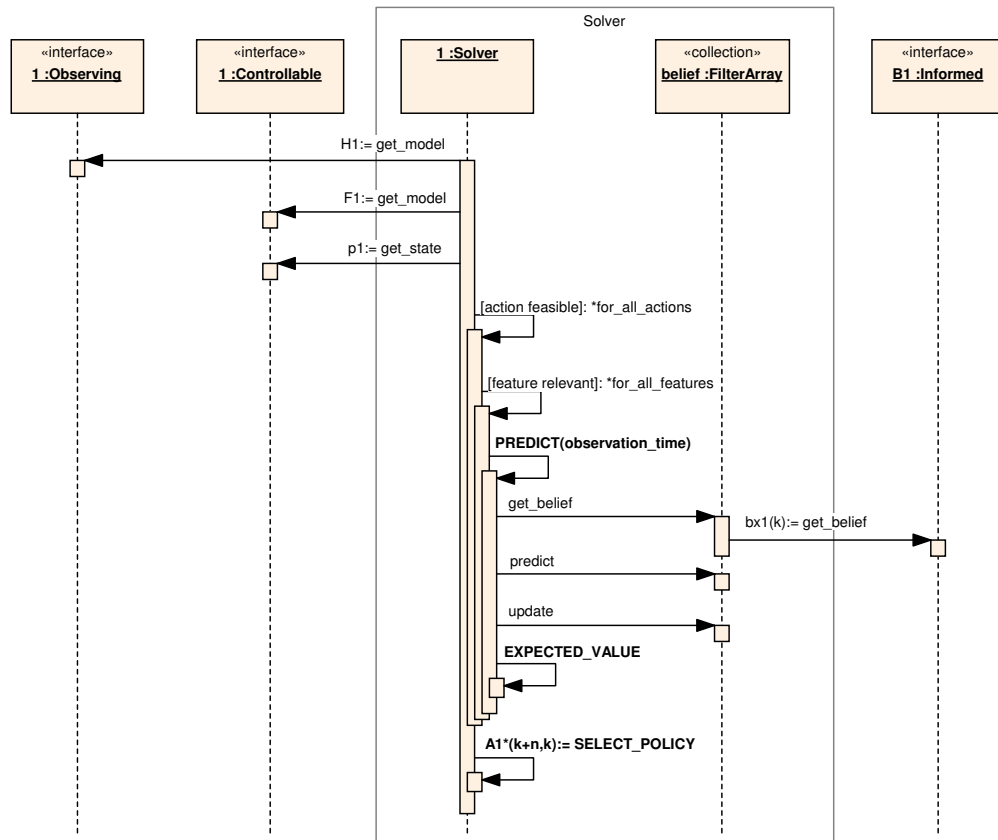 Solver
«interface»
1 :Observing
«interface»
1 :Controllable
1 :Solver
«collection»
belief :FilterArray
«interface»
B1 :Informed
H1:= get_model
F1:= get_model
p1:= get_state
[action feasible]: *for_all_actions
[feature relevant]: *for_all_features
PREDICT(observation_time)
get_belief
bx1(k):= get_belief
predict
update
EXPECTED_VALUE
A1*(k+n,k):= SELECT_POLICY